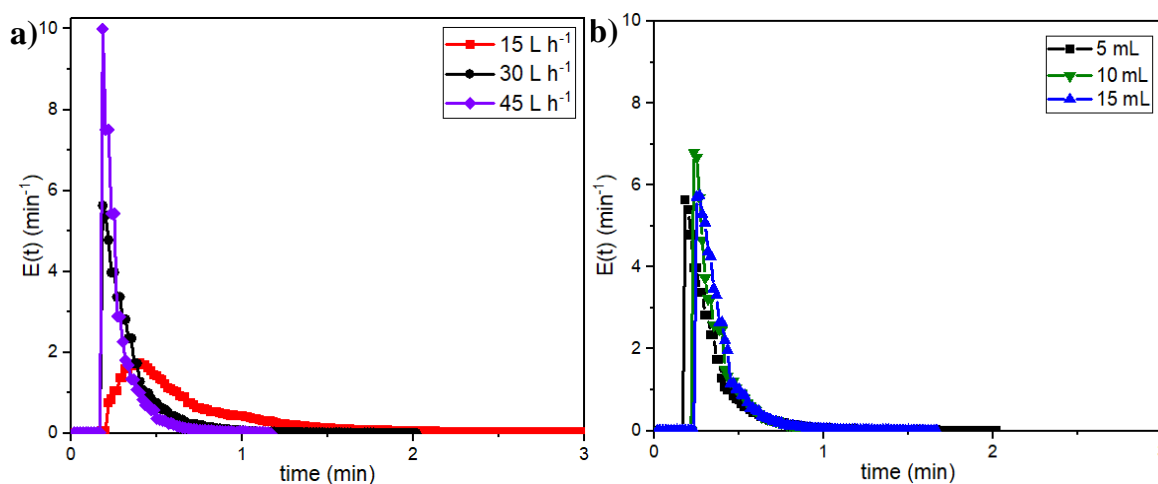 a)
15 L h⁻¹
30 L h⁻¹
45 L h⁻¹
10
8
6
4
2
0
E(t) (min⁻¹)
0 1 2 3
time (min)
b)
5 mL
10 mL
15 mL
10
8
6
4
2
0
E(t) (min⁻¹)
0 1 2
time (min)